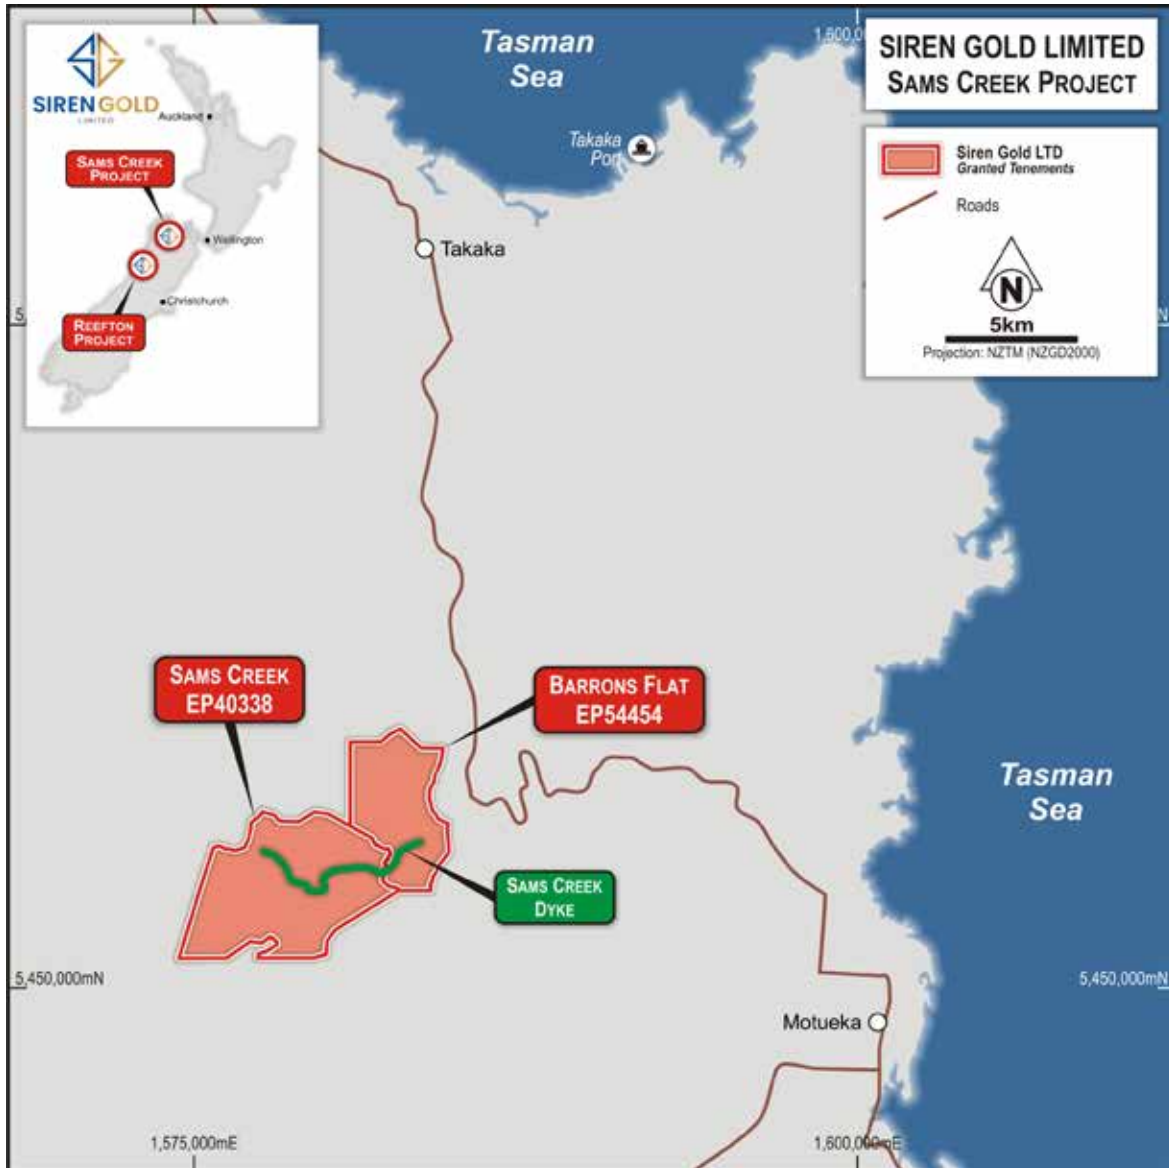 SIREN GOLD
LIMITED
Auckland
SAMS CREEK
PROJECT
Wellington
Christchurch
REEFTON
PROJECT
Tasman
Sea
SIREN GOLD LIMITED
SAMS CREEK PROJECT
Takaka
Port
Siren Gold LTD
Granted Tenements
Roads
N
5km
Projection: NZTM (NZGD2000)
Takaka
SAMS CREEK
EP40338
BARRONS FLAT
EP54454
Tasman
Sea
SAMS CREEK
DYKE
5,450,000mN
5,450,000mN
Motueka
1,575,000mE
1,600,000mE